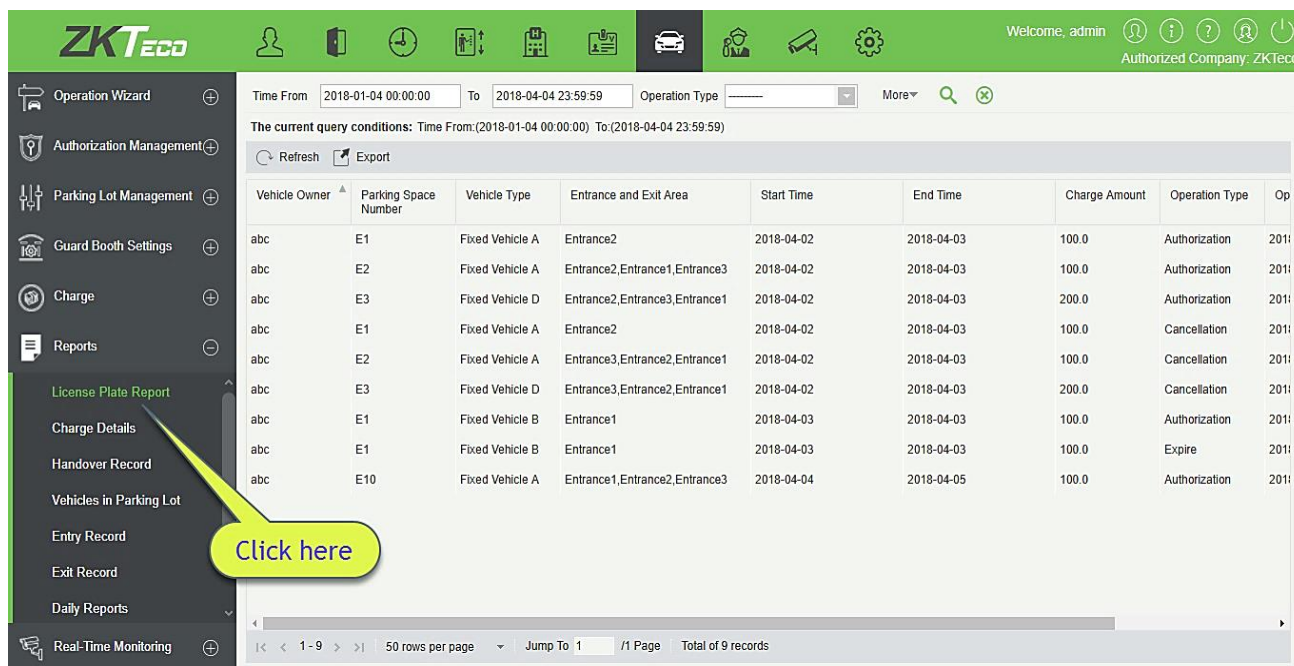 ZKTeco
Welcome, admin
Authorized Company: ZKTeco
Operation Wizard
Authorization Management
Parking Lot Management
Guard Booth Settings
Charge
Reports
License Plate Report
Charge Details
Handover Record
Vehicles in Parking Lot
Entry Record
Exit Record
Daily Reports
Real-Time Monitoring
Click here
Time From 2018-01-04 00:00:00 To 2018-04-04 23:59:59 Operation Type --------- More
The current query conditions: Time From:(2018-01-04 00:00:00) To:(2018-04-04 23:59:59)
Refresh Export
Vehicle Owner Parking Space Number Vehicle Type Entrance and Exit Area Start Time End Time Charge Amount Operation Type Op
abc E1 Fixed Vehicle A Entrance2 2018-04-02 2018-04-03 100.0 Authorization 2018
abc E2 Fixed Vehicle A Entrance2,Entrance1,Entrance3 2018-04-02 2018-04-03 100.0 Authorization 2018
abc E3 Fixed Vehicle D Entrance2,Entrance3,Entrance1 2018-04-02 2018-04-03 200.0 Authorization 2018
abc E1 Fixed Vehicle A Entrance2 2018-04-02 2018-04-03 100.0 Cancellation 2018
abc E2 Fixed Vehicle A Entrance3,Entrance2,Entrance1 2018-04-02 2018-04-03 100.0 Cancellation 2018
abc E3 Fixed Vehicle D Entrance3,Entrance2,Entrance1 2018-04-02 2018-04-03 200.0 Cancellation 2018
abc E1 Fixed Vehicle B Entrance1 2018-04-03 2018-04-03 100.0 Authorization 2018
abc E1 Fixed Vehicle B Entrance1 2018-04-03 2018-04-03 100.0 Expire 2018
abc E10 Fixed Vehicle A Entrance1,Entrance2,Entrance3 2018-04-04 2018-04-05 100.0 Authorization 2018
|< < 1 - 9 > >| 50 rows per page Jump To 1 /1 Page Total of 9 records